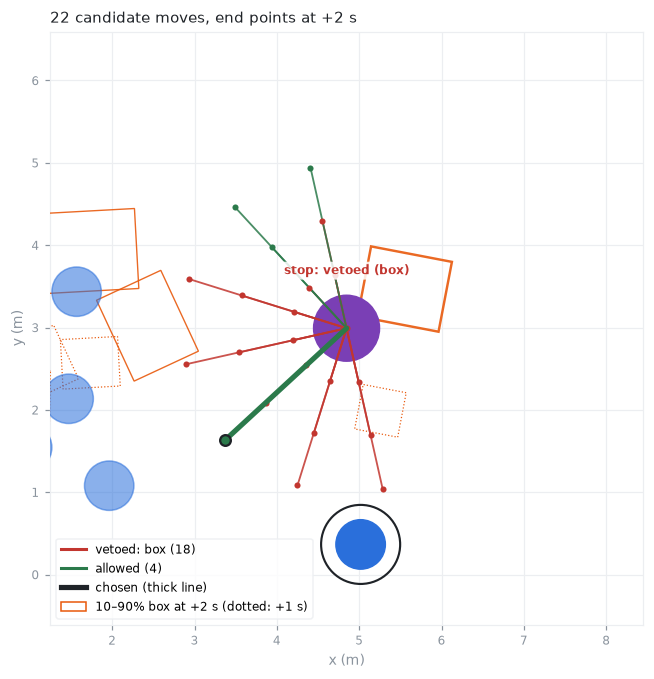 22 candidate moves, end points at +2 s
y (m)
6
5
4
3
2
1
0
stop: vetoed (box)
vetoed: box (18)
allowed (4)
chosen (thick line)
10–90% box at +2 s (dotted: +1 s)
2 3 4 5 6 7 8
x (m)